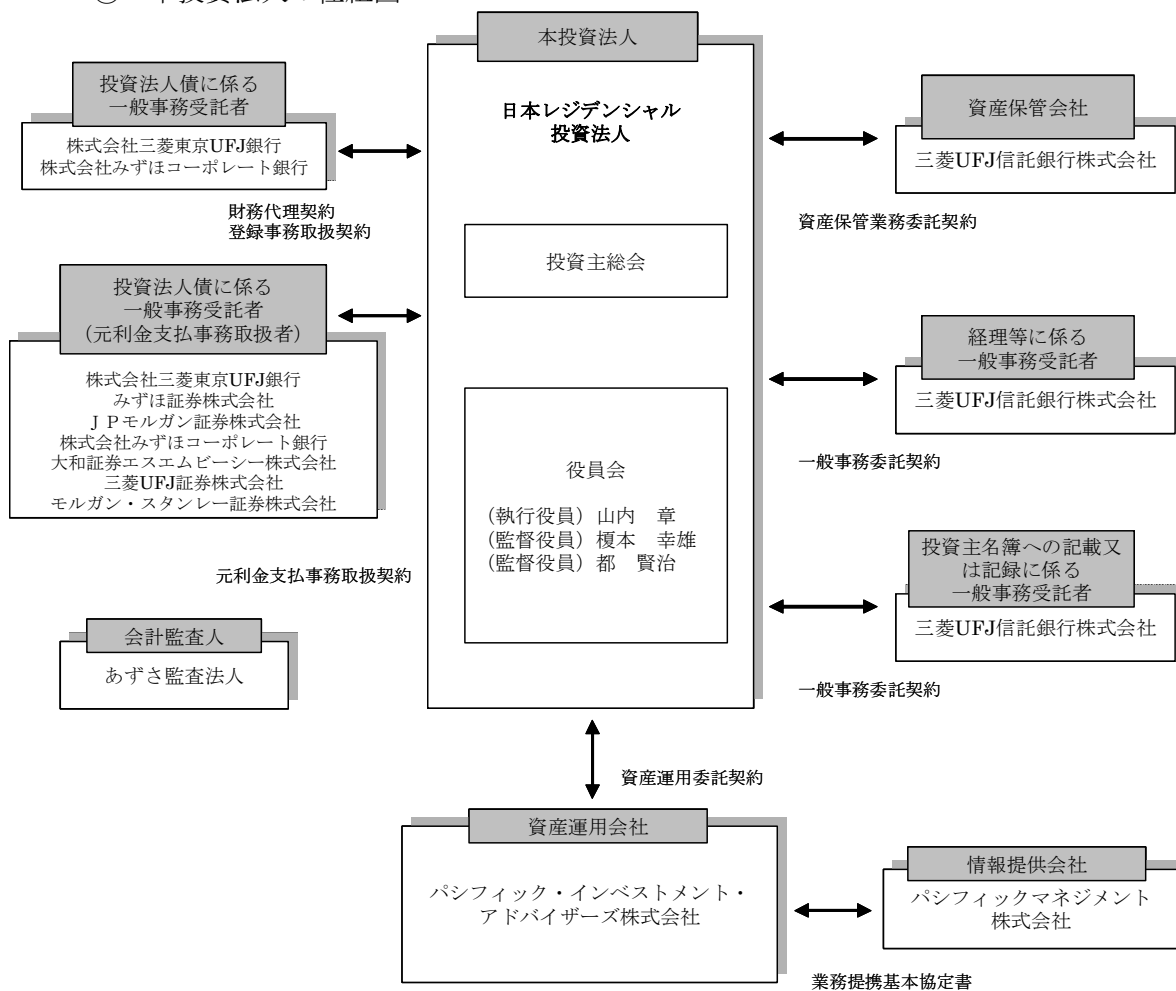 本投資法人
日本レジデンシャル
投資法人
投資主総会
役員会
(執行役員)山内 章
(監督役員)榎本 幸雄
(監督役員)都 賢治
投資法人債に係る
一般事務受託者
株式会社三菱東京UFJ銀行
株式会社みずほコーポレート銀行
財務代理契約
登録事務取扱契約
投資法人債に係る
一般事務受託者
(元利金支払事務取扱者)
株式会社三菱東京UFJ銀行
みずほ証券株式会社
JPモルガン証券株式会社
株式会社みずほコーポレート銀行
大和証券エスエムビーシー株式会社
三菱UFJ証券株式会社
モルガン・スタンレー証券株式会社
元利金支払事務取扱契約
会計監査人
あずさ監査法人
資産保管会社
三菱UFJ信託銀行株式会社
資産保管業務委託契約
経理等に係る
一般事務受託者
三菱UFJ信託銀行株式会社
一般事務委託契約
投資主名簿への記載又
は記録に係る
一般事務受託者
三菱UFJ信託銀行株式会社
一般事務委託契約
資産運用委託契約
資産運用会社
パシフィック・インベストメント・
アドバイザーズ株式会社
情報提供会社
パシフィックマネジメント
株式会社
業務提携基本協定書